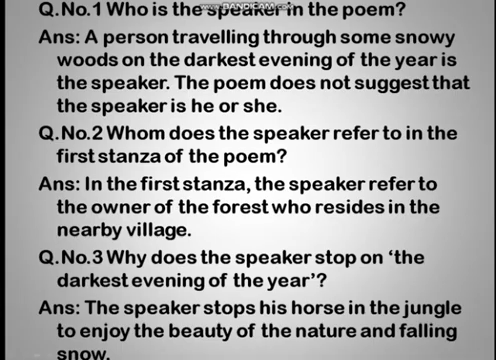 Q.No.1 Who is the speaker in the poem?
Ans: A person travelling through some snowy
woods on the darkest evening of the year is
the speaker. The poem does not suggest that
the speaker is he or she.
Q.No.2 Whom does the speaker refer to in the
first stanza of the poem?
Ans: In the first stanza, the speaker refer to
the owner of the forest who resides in the
nearby village.
Q.No.3 Why does the speaker stop on ‘the
darkest evening of the year’?
Ans: The speaker stops his horse in the jungle
to enjoy the beauty of the nature and falling
snow.